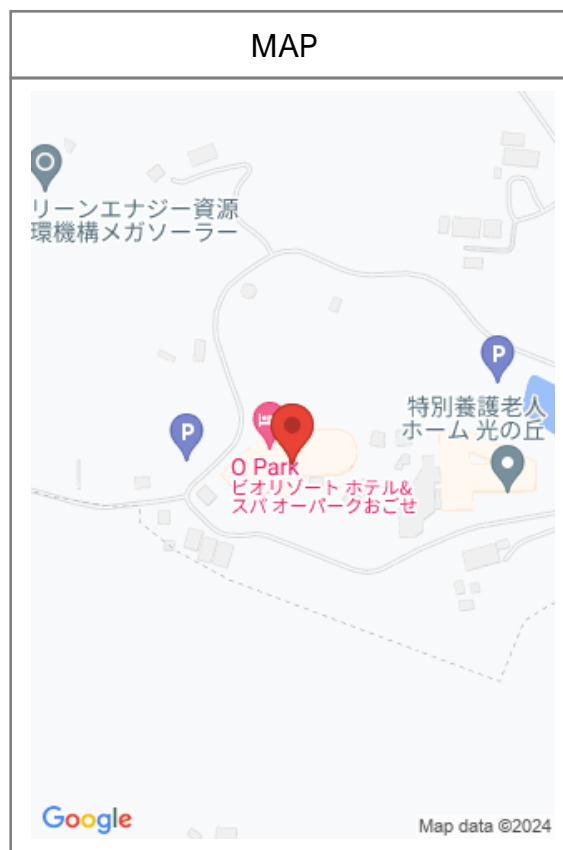 MAP
リーンエナジー資源
環機構メガソーラー
P
特別養護老人
ホーム 光の丘
P
O Park
ビオリゾート ホテル&
スパ オーパークおごせ
Google
Map data ©2024